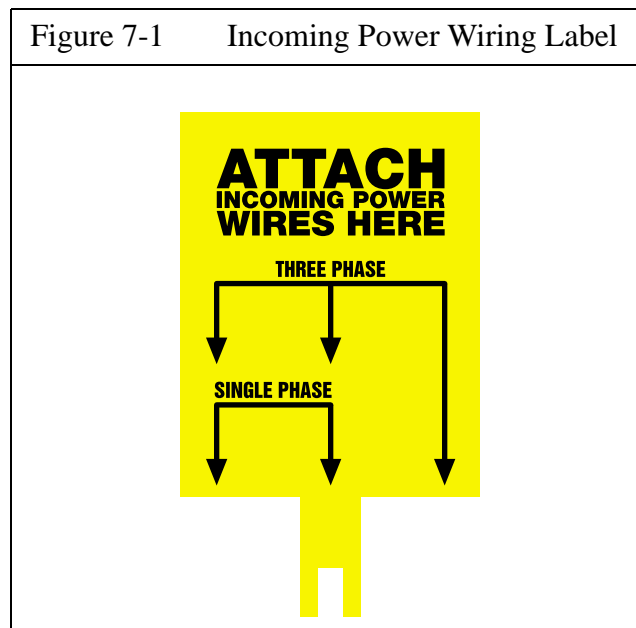 Figure 7-1 Incoming Power Wiring Label
ATTACH
INCOMING POWER
WIRES HERE
THREE PHASE
SINGLE PHASE